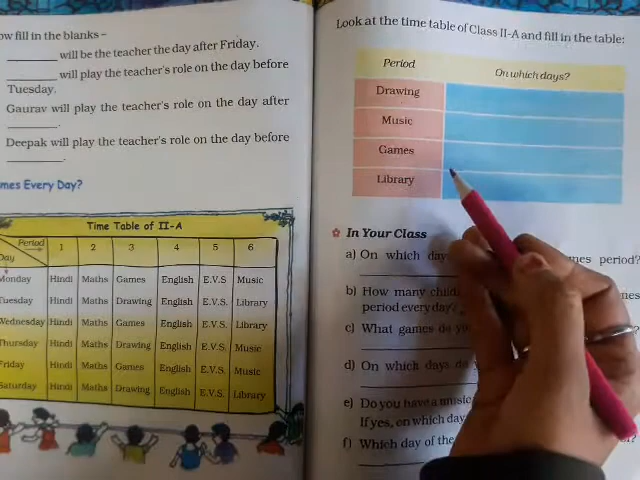 ow fill in the blanks –
will be the teacher the day after Friday.
will play the teacher's role on the day before
Tuesday.
Gaurav will play the teacher's role on the day after
Deepak will play the teacher's role on the day before
mes Every Day?
Time Table of II-A
Period 1 2 3 4 5 6
Day
Monday Hindi Maths Games English E.V.S Music
Tuesday Hindi Maths Drawing English E.V.S. Library
Wednesday Hindi Maths Games English E.V.S. Library
Thursday Hindi Maths Drawing English E.V.S. Music
Friday Hindi Maths Games English E.V.S. Music
Saturday Hindi Maths Drawing English E.V.S. Library
Look at the time table of Class II-A and fill in the table:
Period On which days?
Drawing
Music
Games
Library
In Your Class
a) On which day mes period?
b) How many child
period every day?
c) What games do
d) On which days do
e) Do you have a music
If yes, on which day
f) Which day of the